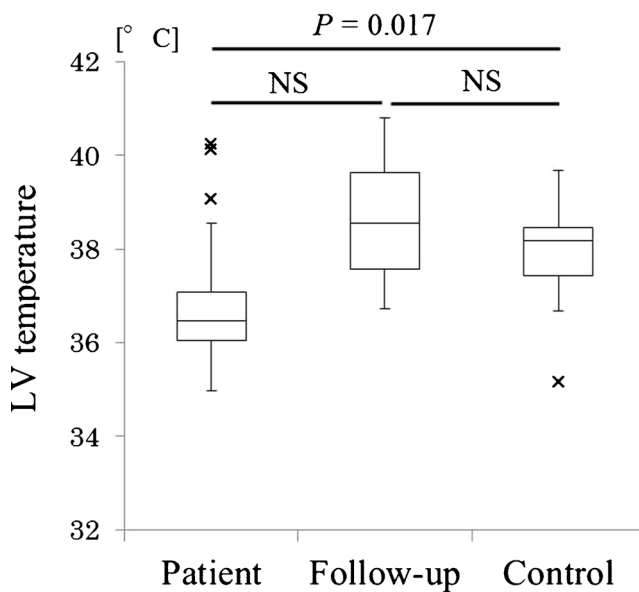 P = 0.017
[° C]
42
NS
NS
40
38
36
34
32
LV temperature
Patient
Follow-up
Control